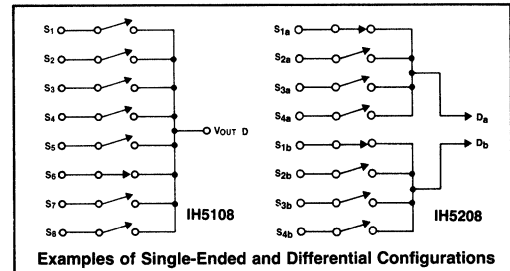 S1
S2
S3
S4
S5
S6
S7
S8
VOUT D
IH5108
S1a
S2a
S3a
S4a
S1b
S2b
S3b
S4b
Da
Db
IH5208
Examples of Single-Ended and Differential Configurations